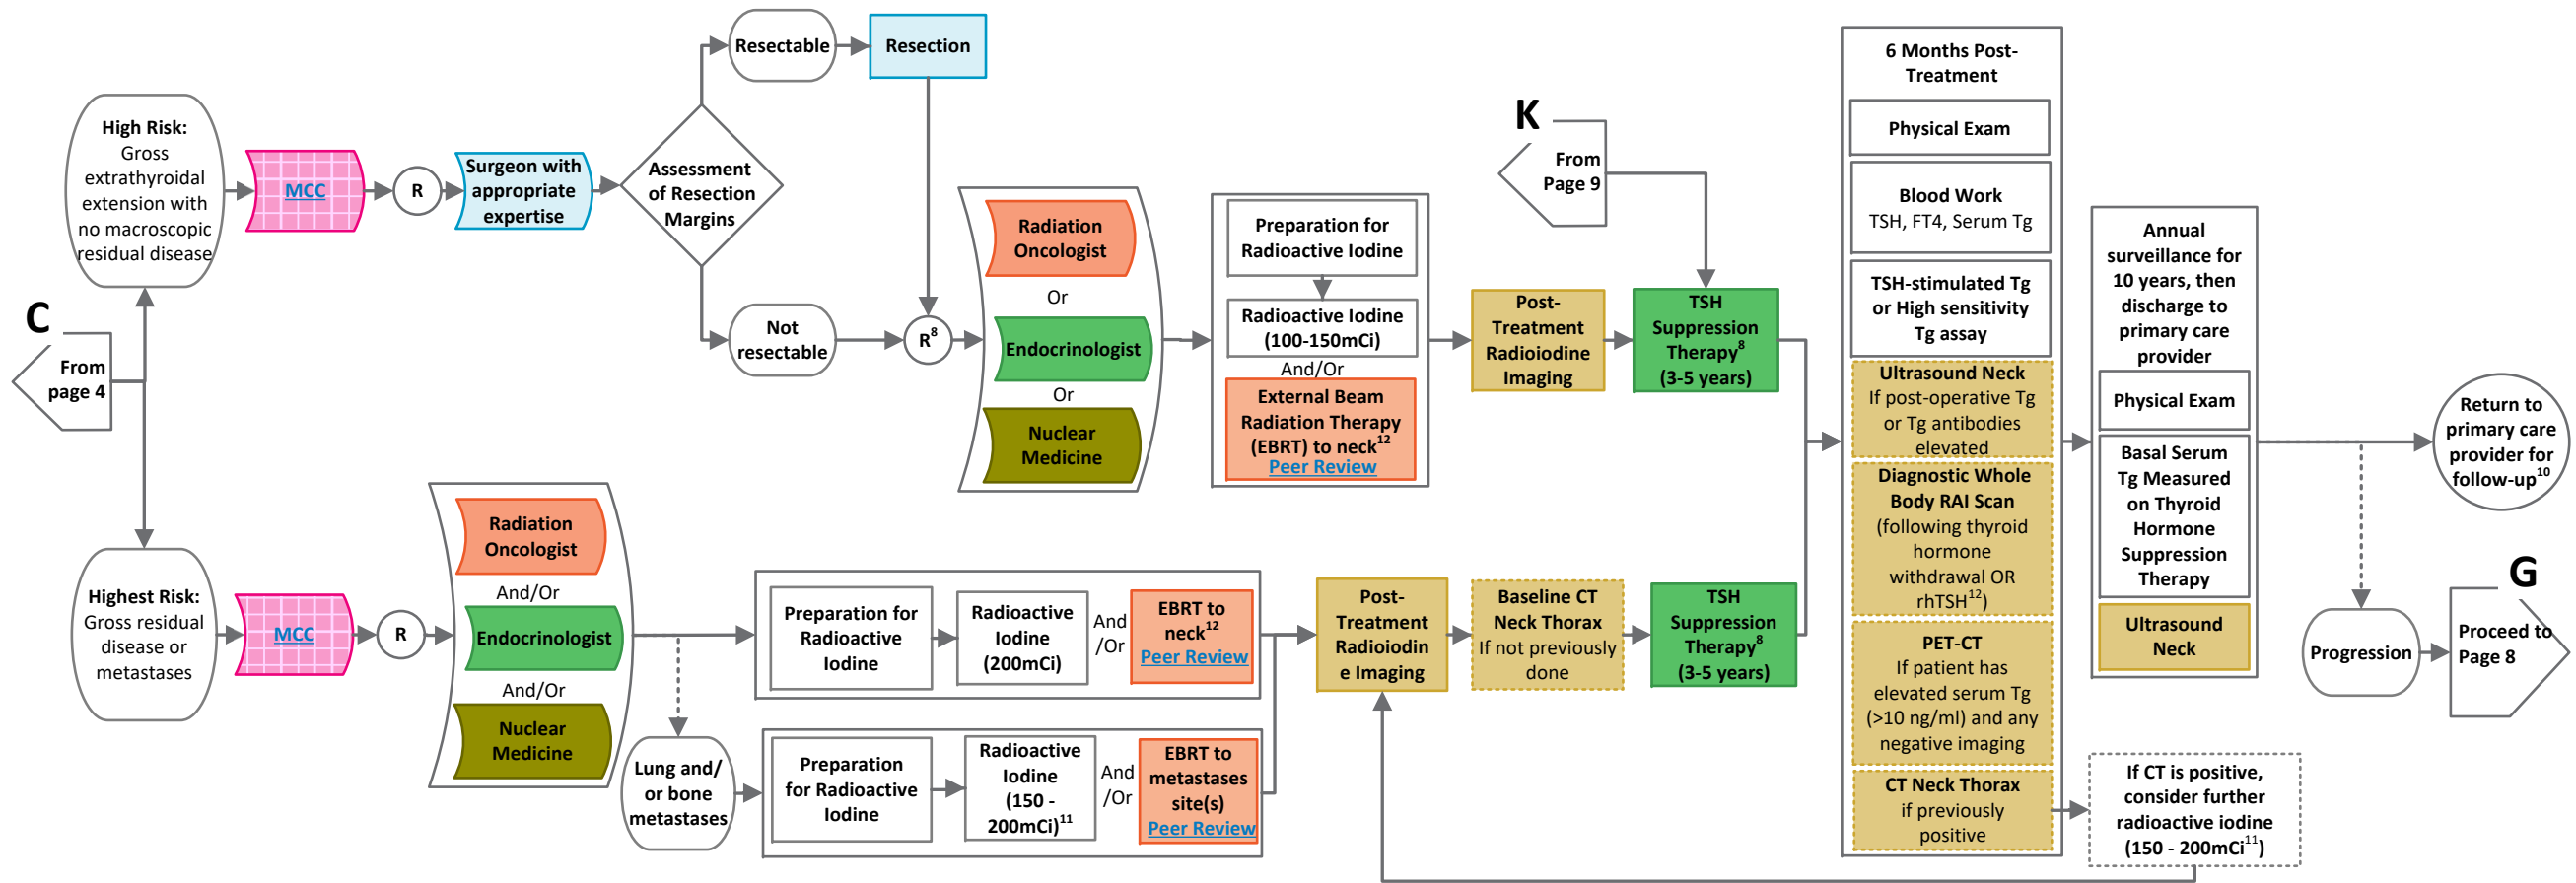 C
From
page 4
High Risk:
Gross
extrathyroidal
extension with
no macroscopic
residual disease
MCC
R
Surgeon with
appropriate
expertise
Assessment
of Resection
Margins
Resectable
Resection
Not
resectable
R8
Radiation
Oncologist
Or
Endocrinologist
Or
Nuclear
Medicine
Preparation for
Radioactive Iodine
Radioactive Iodine
(100-150mCi)
And/Or
External Beam
Radiation Therapy
(EBRT) to neck12
Peer Review
Post-
Treatment
Radioiodine
Imaging
K
From
Page 9
TSH
Suppression
Therapy8
(3-5 years)
Highest Risk:
Gross residual
disease or
metastases
MCC
R
Radiation
Oncologist
And/Or
Endocrinologist
And/Or
Nuclear
Medicine
Preparation for
Radioactive
Iodine
Radioactive
Iodine
(200mCi)
And
/Or
EBRT to
neck12
Peer Review
Lung and/
or bone
metastases
Preparation
for Radioactive
Iodine
Radioactive
Iodine
(150 -
200mCi)11
And
/Or
EBRT to
metastases
site(s)
Peer Review
Post-
Treatment
Radioiodin
e Imaging
Baseline CT
Neck Thorax
If not previously
done
TSH
Suppression
Therapy8
(3-5 years)
6 Months Post-
Treatment
Physical Exam
Blood Work
TSH, FT4, Serum Tg
TSH-stimulated Tg
or High sensitivity
Tg assay
Ultrasound Neck
If post-operative Tg
or Tg antibodies
elevated
Diagnostic Whole
Body RAI Scan
(following thyroid
hormone
withdrawal OR
rhTSH12)
PET-CT
If patient has
elevated serum Tg
(>10 ng/ml) and any
negative imaging
CT Neck Thorax
if previously
positive
If CT is positive,
consider further
radioactive iodine
(150 - 200mCi11)
Annual
surveillance for
10 years, then
discharge to
primary care
provider
Physical Exam
Basal Serum
Tg Measured
on Thyroid
Hormone
Suppression
Therapy
Ultrasound
Neck
Return to
primary care
provider for
follow-up10
Progression
G
Proceed to
Page 8